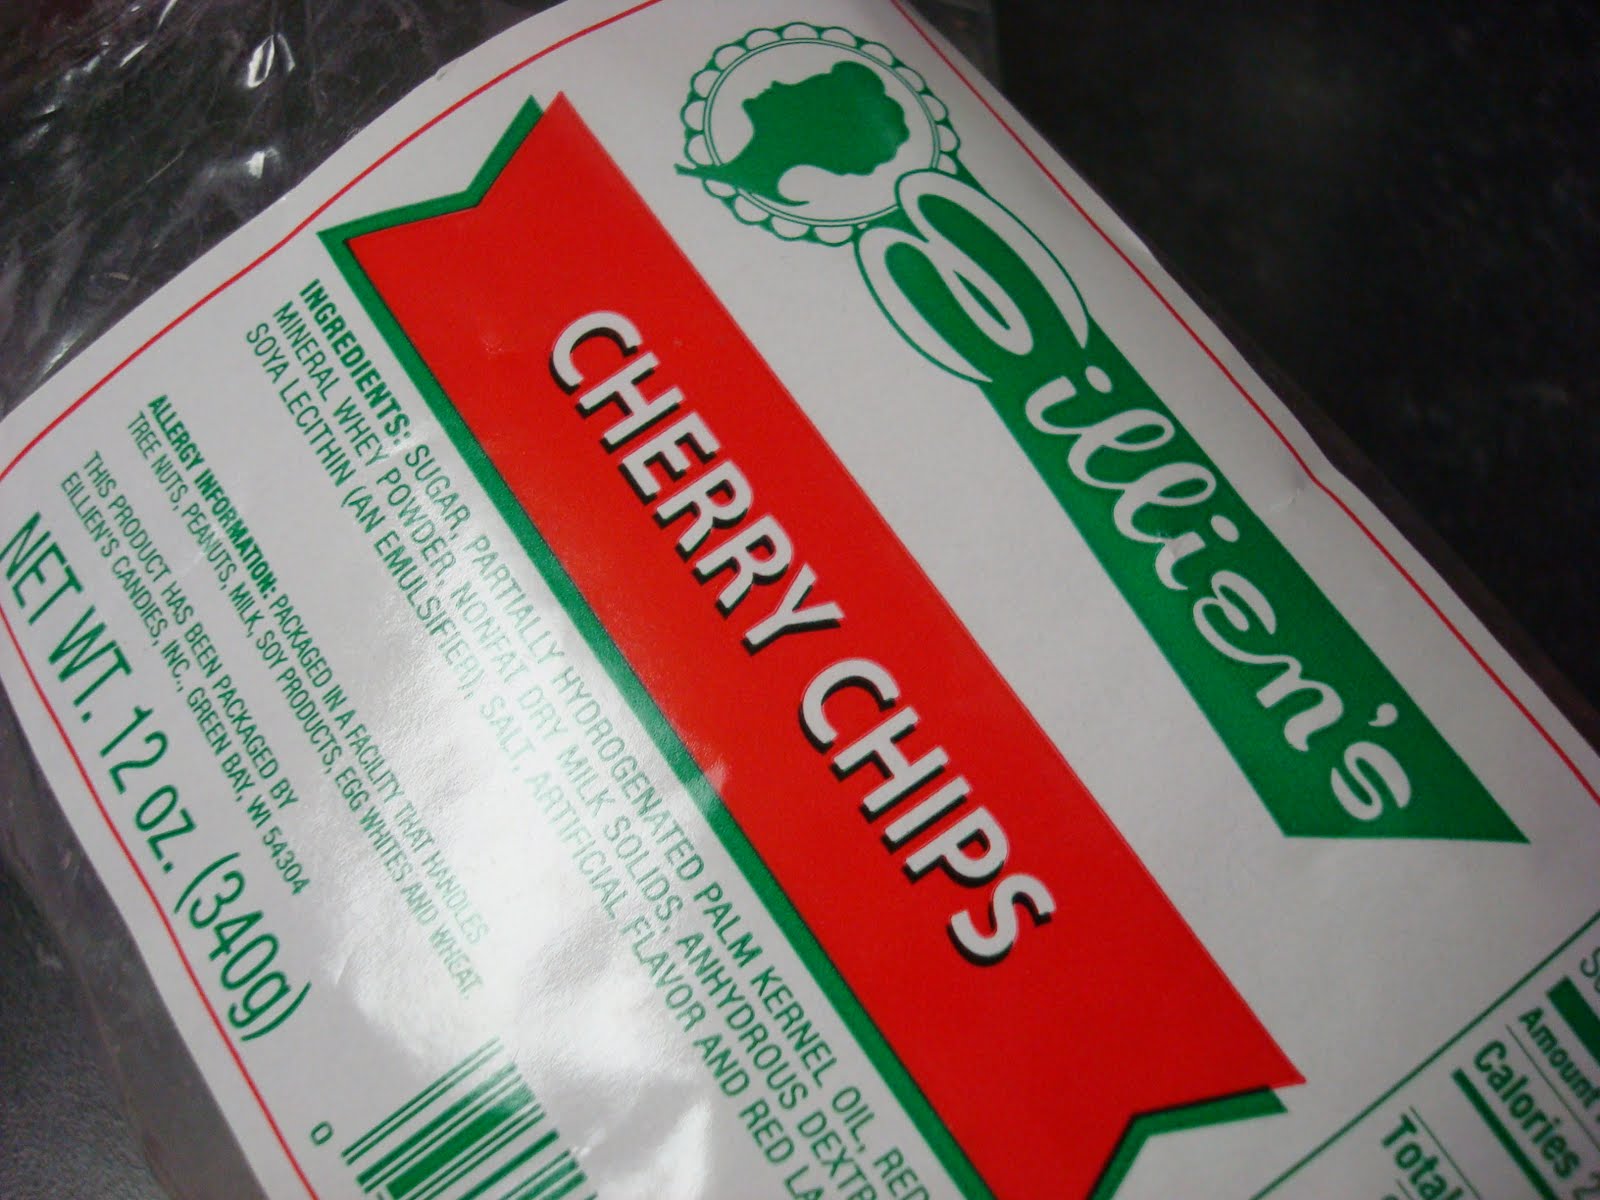 Eillien's
CHERRY CHIPS
INGREDIENTS: SUGAR, PARTIALLY HYDROGENATED PALM KERNEL OIL,
MINERAL WHEY POWDER, NONFAT DRY MILK SOLIDS, ANHYDROUS
SOYA LECITHIN (AN EMULSIFIER), SALT, ARTIFICIAL FLAVOR AND RED
ALLERGY INFORMATION: PACKAGED IN A FACILITY THAT HANDLES
TREE NUTS, PEANUTS, MILK, SOY PRODUCTS, EGG WHITES AND WHEAT.
THIS PRODUCT HAS BEEN PACKAGED BY
EILLIEN'S CANDIES, INC., GREEN BAY, WI 54304
NET WT. 12 OZ. (340g)
0
Amount
Calories